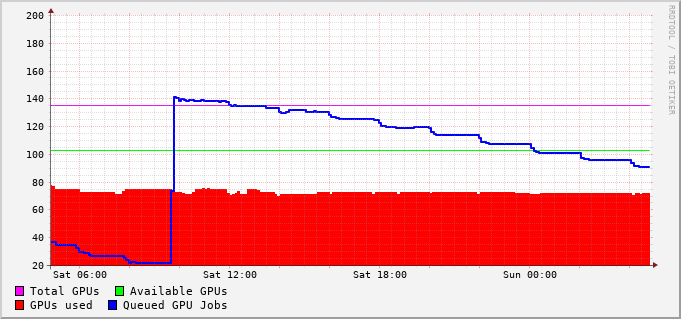 RRDTOOL / TOBI OETIKER
200
180
160
140
120
100
80
60
40
20
Sat 06:00 Sat 12:00 Sat 18:00 Sun 00:00
Total GPUs Available GPUs
GPUs used Queued GPU Jobs